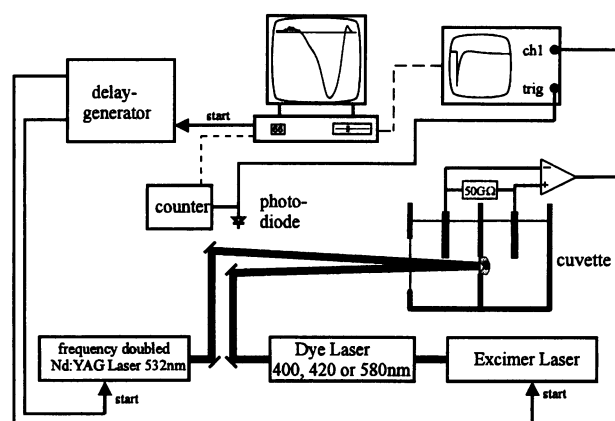 ch1
delay-
generator
start
trig
counter
photo-
diode
50GΩ
−
+
cuvette
frequency doubled
Nd:YAG Laser 532nm
Dye Laser
400, 420 or 580nm
Excimer Laser
start
start